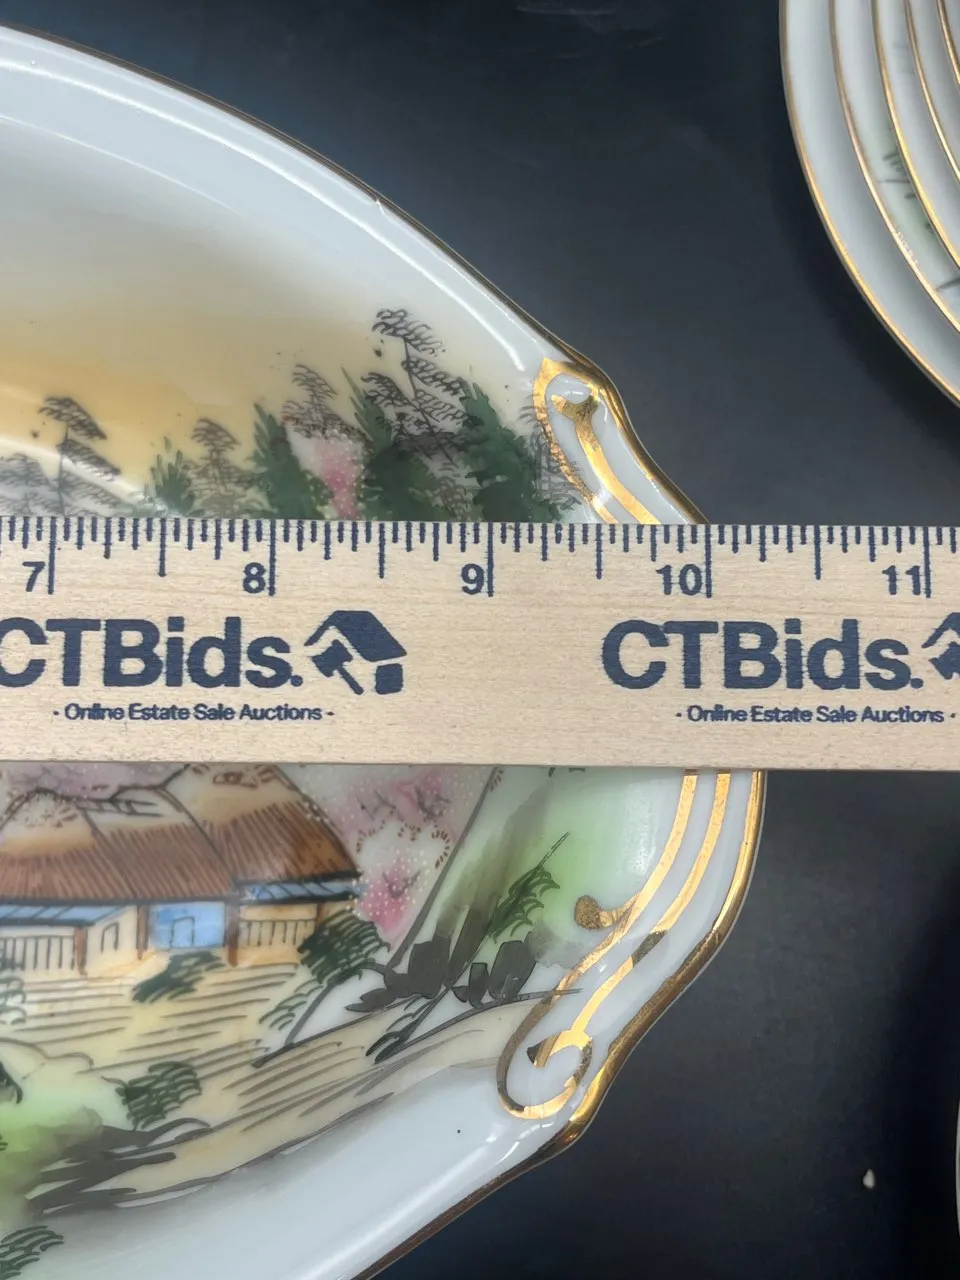 7 8 9 10 11
CTBids. CTBids.
- Online Estate Sale Auctions - - Online Estate Sale Auctions -